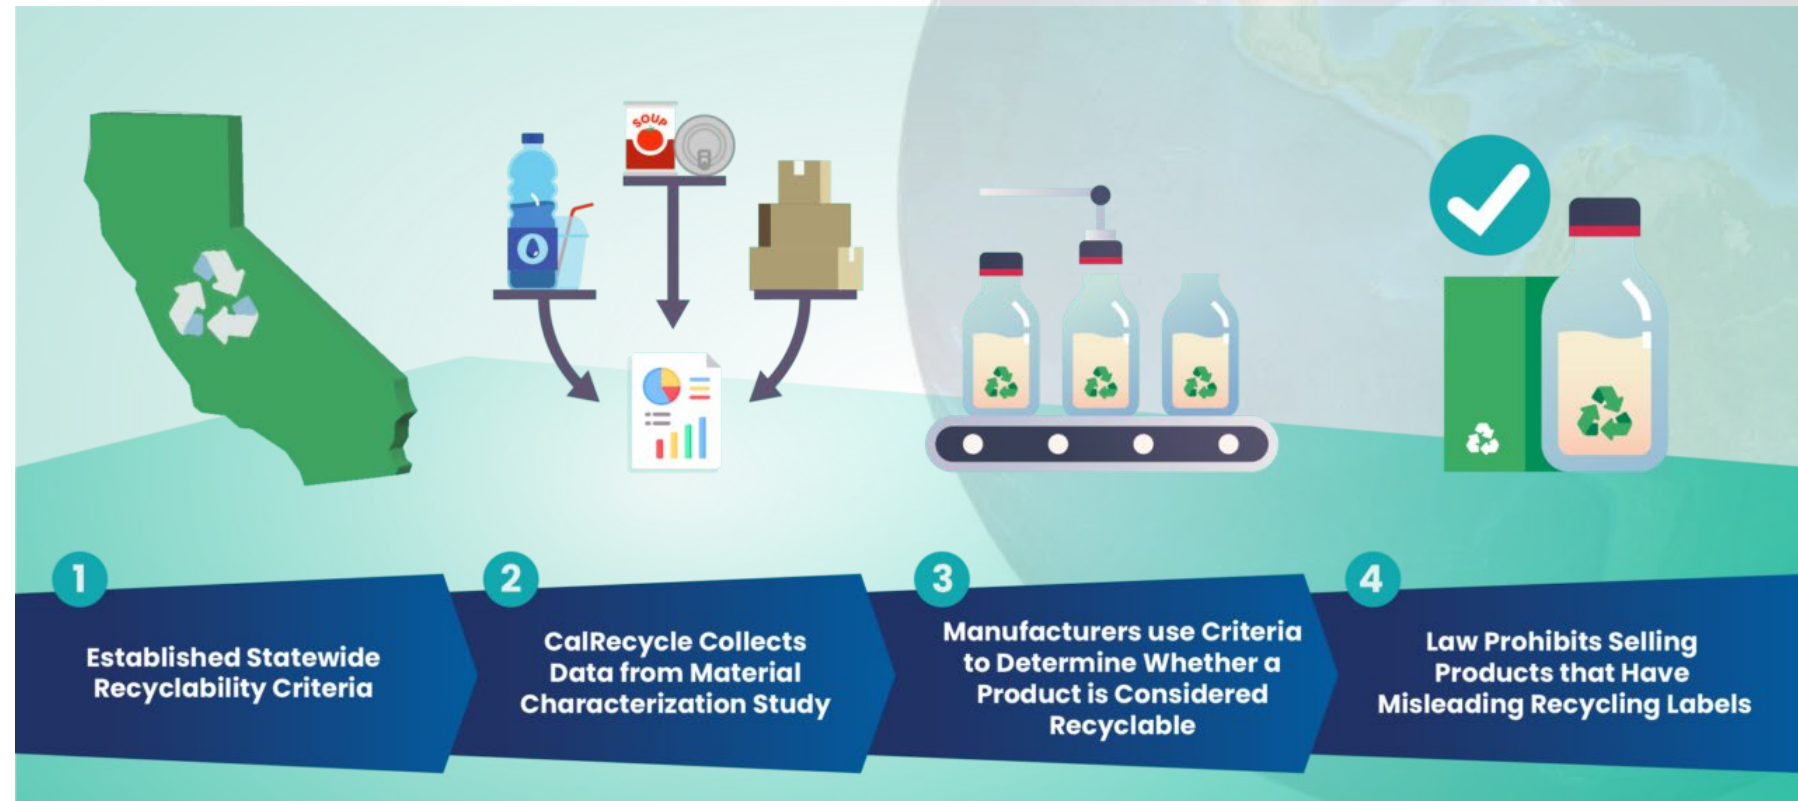 SOUP
1
Established Statewide
Recyclability Criteria
2
CalRecycle Collects
Data from Material
Characterization Study
3
Manufacturers use Criteria
to Determine Whether a
Product is Considered
Recyclable
4
Law Prohibits Selling
Products that Have
Misleading Recycling Labels